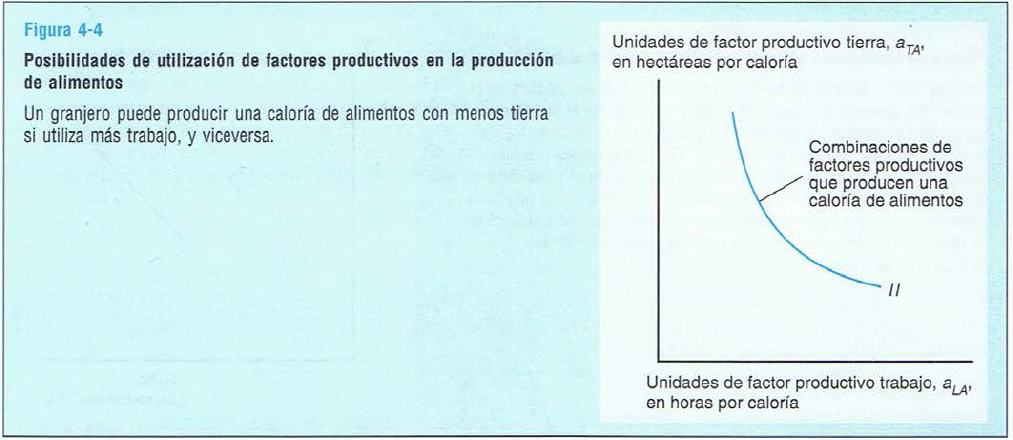 Figura 4-4
Posibilidades de utilización de factores productivos en la producción
de alimentos
Un granjero puede producir una caloría de alimentos con menos tierra
si utiliza más trabajo, y viceversa.
Unidades de factor productivo tierra, aTA,
en hectáreas por caloría
Combinaciones de
factores productivos
que producen una
caloría de alimentos
II
Unidades de factor productivo trabajo, aLA,
en horas por caloría